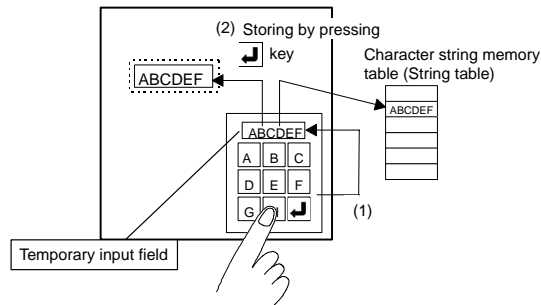 (2) Storing by pressing
key
Character string memory
table (String table)
ABCDEF
ABCDEF
ABCDEF
A B C
D E F
G
(1)
Temporary input field